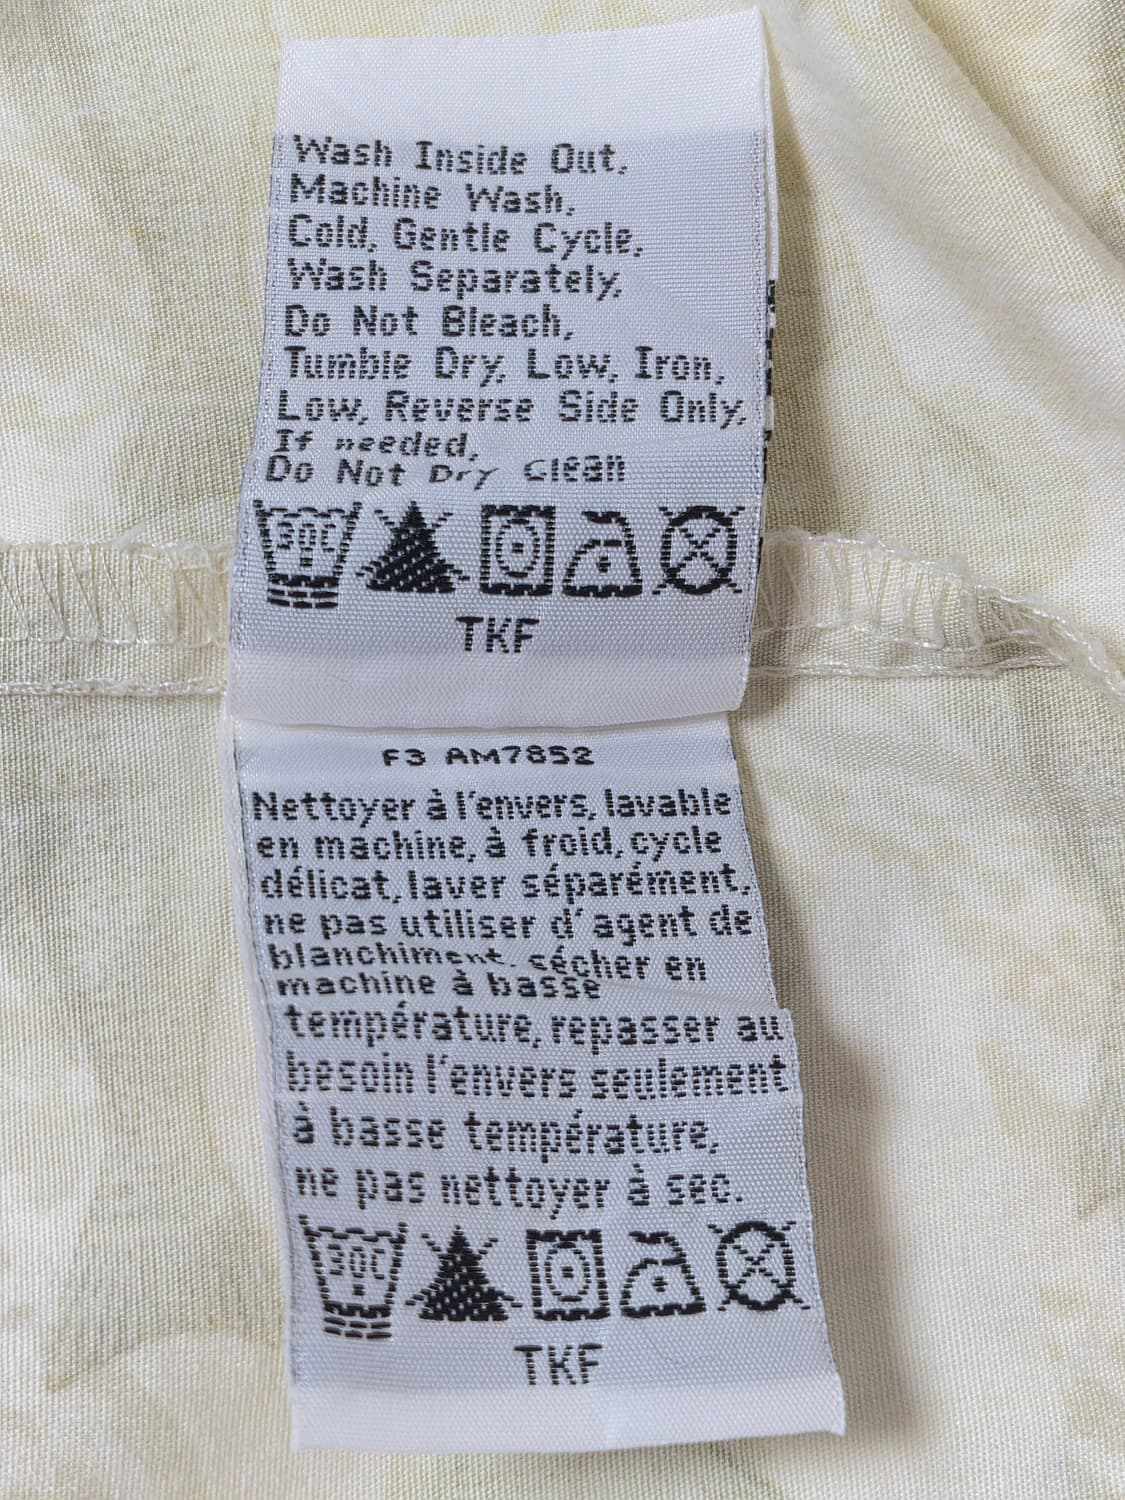 Wash Inside Out,
Machine Wash,
Cold, Gentle Cycle,
Wash Separately,
Do Not Bleach,
Tumble Dry, Low, Iron,
Low, Reverse Side Only,
If needed,
Do Not Dry Clean
30C
TKF
F3 AM7852
Nettoyer à l'envers, lavable
en machine, à froid, cycle
délicat, laver séparément,
ne pas utiliser d'agent de
blanchiment, sécher en
machine à basse
température, repasser au
besoin l'envers seulement
à basse température,
ne pas nettoyer à sec.
30C
TKF